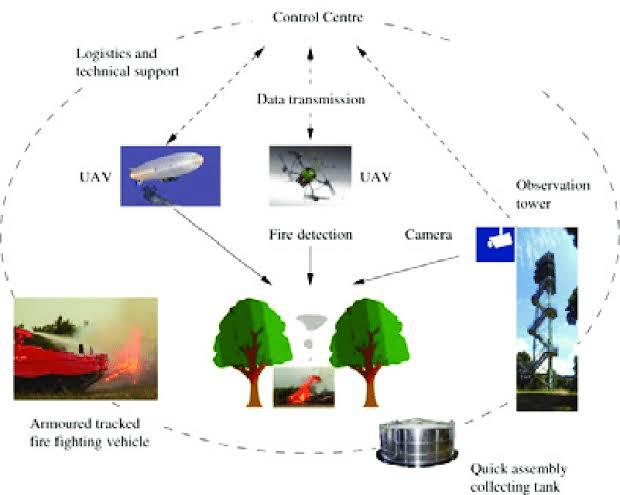 Control Centre
Logistics and
technical support
Data transmission
UAV
UAV
Observation
tower
Fire detection
Camera
Armoured tracked
fire fighting vehicle
Quick assembly
collecting tank